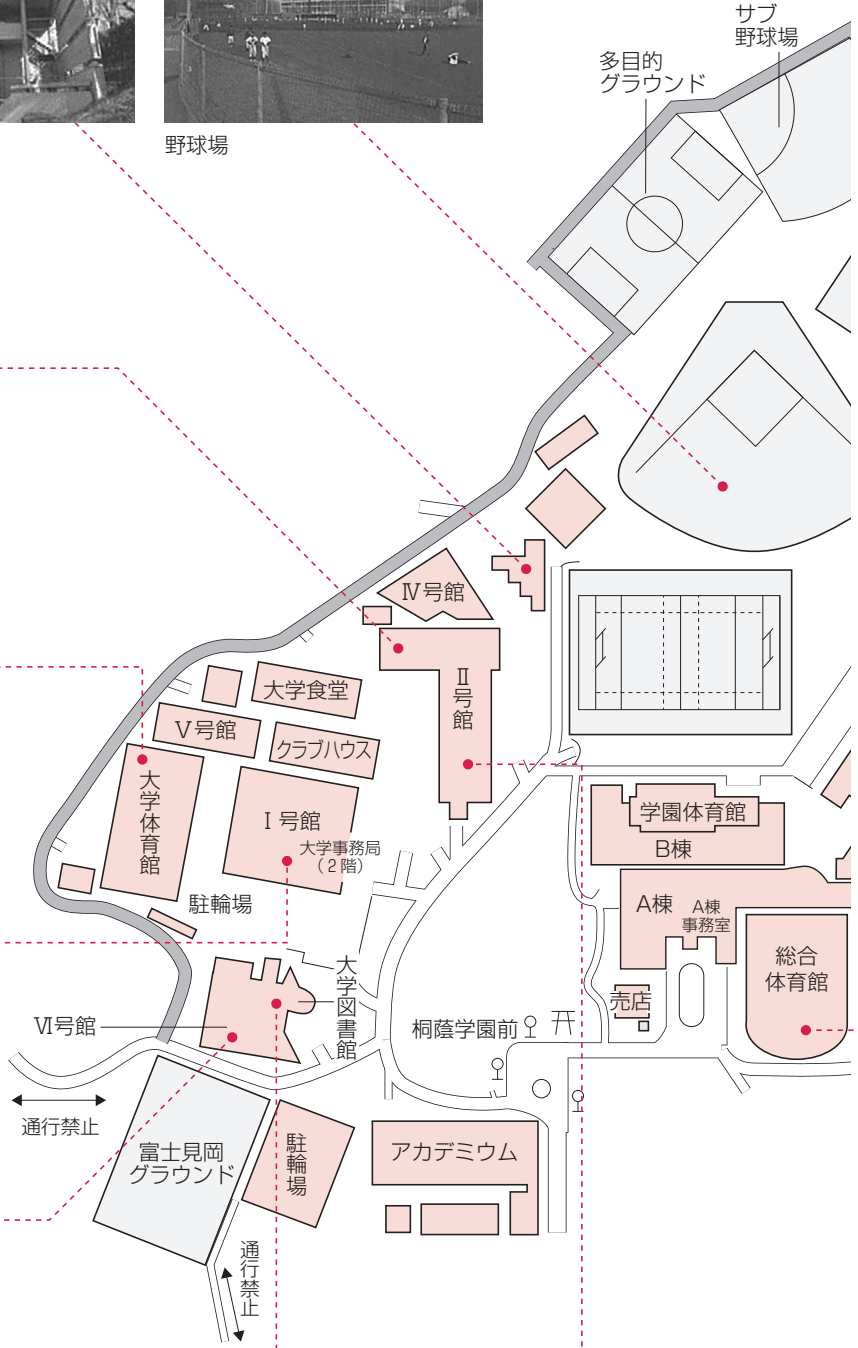 サブ
野球場
多目的
グラウンド
野球場
Ⅳ号館
Ⅱ号館
大学食堂
Ⅴ号館
クラブハウス
大学体育館
Ⅰ号館
大学事務局
（２階）
学園体育館
B棟
A棟
A棟
事務室
駐輪場
総合
体育館
大学図書館
売店
Ⅵ号館
桐蔭学園前
通行禁止
富士見岡
グラウンド
駐輪場
アカデミウム
通行禁止